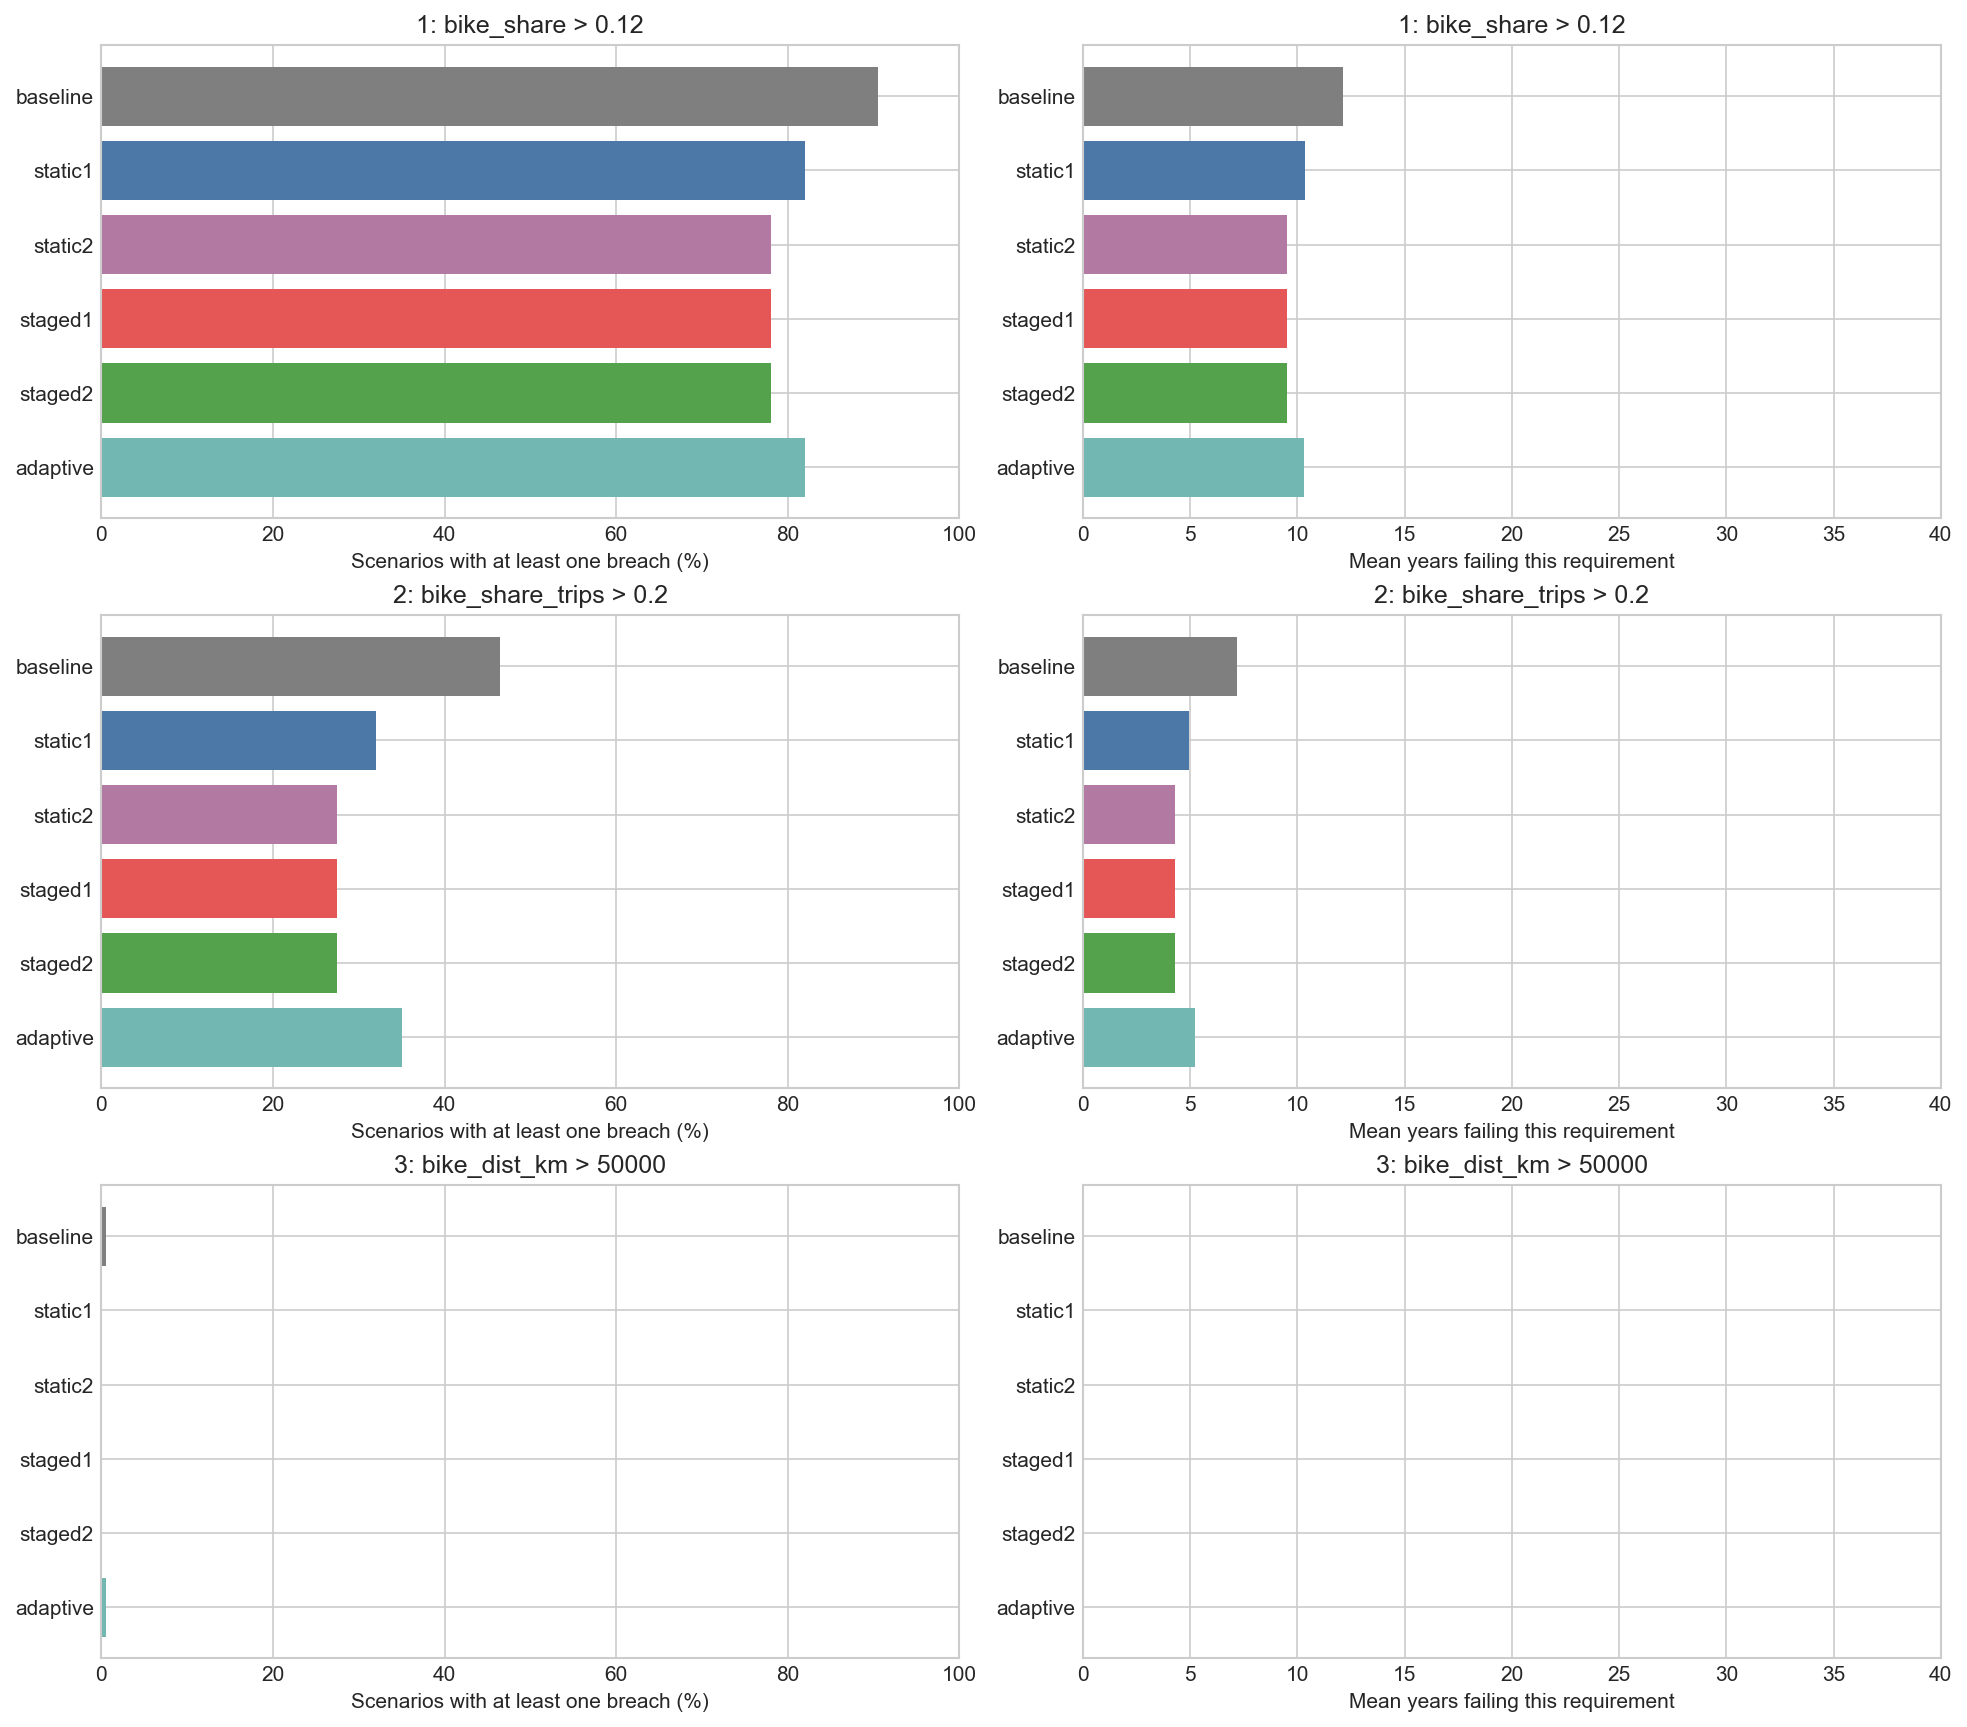 1: bike_share > 0.12
baseline
static1
static2
staged1
staged2
adaptive
0 20 40 60 80 100
Scenarios with at least one breach (%)
1: bike_share > 0.12
baseline
static1
static2
staged1
staged2
adaptive
0 5 10 15 20 25 30 35 40
Mean years failing this requirement
2: bike_share_trips > 0.2
baseline
static1
static2
staged1
staged2
adaptive
0 20 40 60 80 100
Scenarios with at least one breach (%)
2: bike_share_trips > 0.2
baseline
static1
static2
staged1
staged2
adaptive
0 5 10 15 20 25 30 35 40
Mean years failing this requirement
3: bike_dist_km > 50000
baseline
static1
static2
staged1
staged2
adaptive
0 20 40 60 80 100
Scenarios with at least one breach (%)
3: bike_dist_km > 50000
baseline
static1
static2
staged1
staged2
adaptive
0 5 10 15 20 25 30 35 40
Mean years failing this requirement